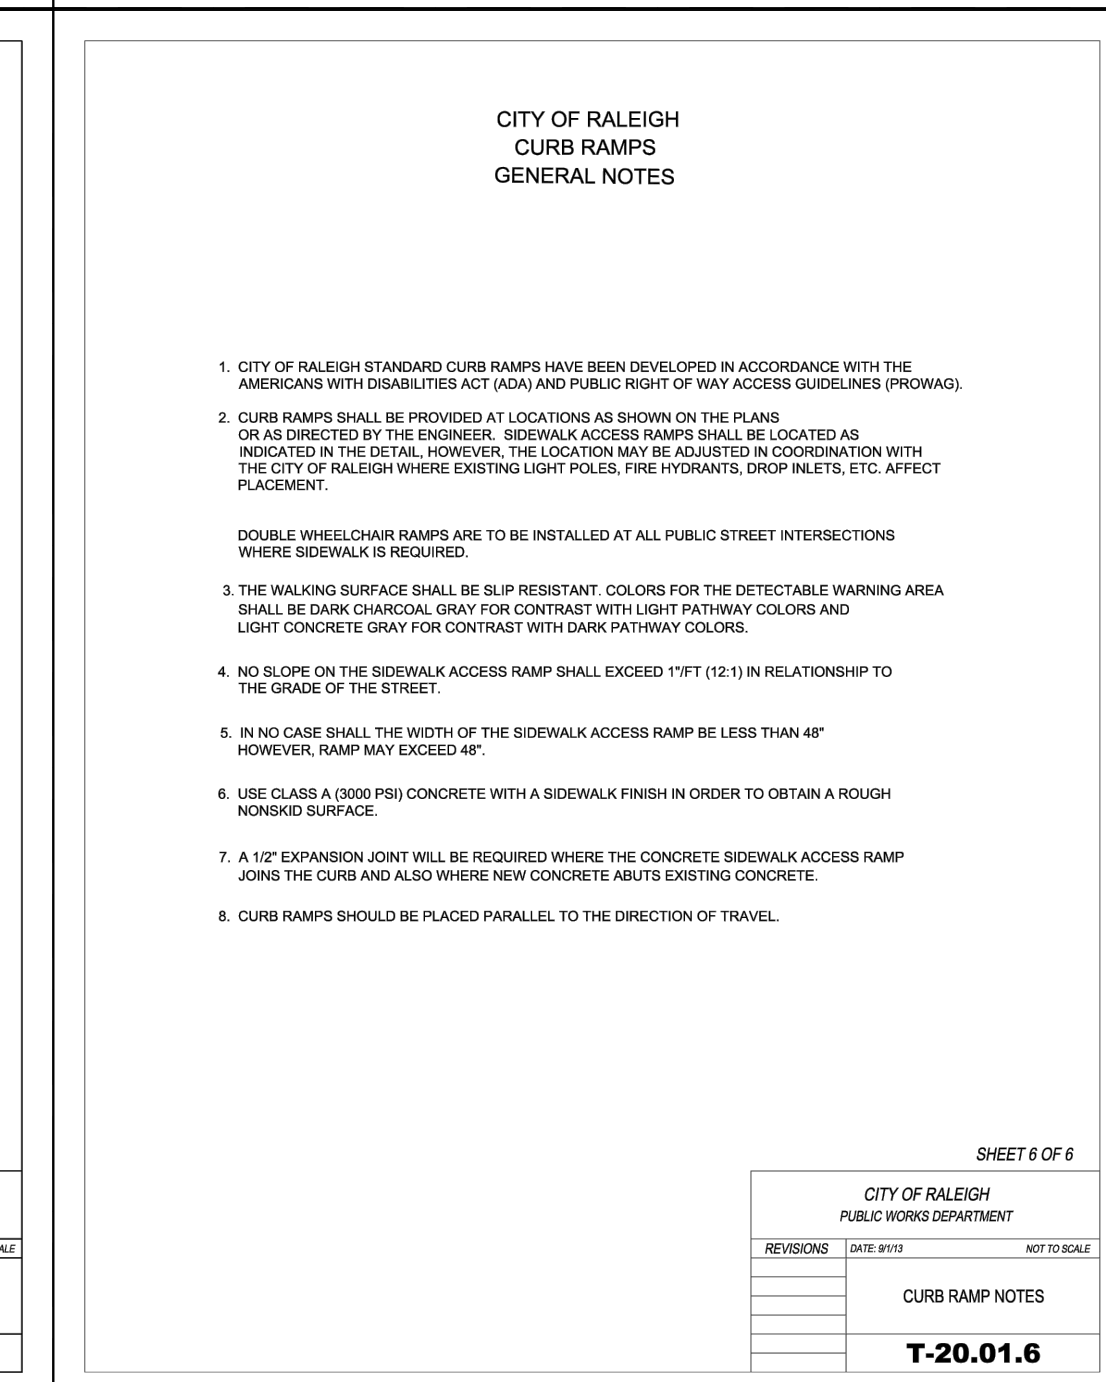 CITY OF RALEIGH
CURB RAMPS
GENERAL NOTES
1. CITY OF RALEIGH STANDARD CURB RAMPS HAVE BEEN DEVELOPED IN ACCORDANCE WITH THE
AMERICANS WITH DISABILITIES ACT (ADA) AND PUBLIC RIGHT OF WAY ACCESS GUIDELINES (PROWAG).
2. CURB RAMPS SHALL BE PROVIDED AT LOCATIONS AS SHOWN ON THE PLANS
OR AS DIRECTED BY THE ENGINEER. SIDEWALK ACCESS RAMPS SHALL BE LOCATED AS
INDICATED IN THE DETAIL, HOWEVER, THE LOCATION MAY BE ADJUSTED IN COORDINATION WITH
THE CITY OF RALEIGH WHERE EXISTING LIGHT POLES, FIRE HYDRANTS, DROP INLETS, ETC. AFFECT
PLACEMENT.
DOUBLE WHEELCHAIR RAMPS ARE TO BE INSTALLED AT ALL PUBLIC STREET INTERSECTIONS
WHERE SIDEWALK IS REQUIRED.
3. THE WALKING SURFACE SHALL BE SLIP RESISTANT. COLORS FOR THE DETECTABLE WARNING AREA
SHALL BE DARK CHARCOAL GRAY FOR CONTRAST WITH LIGHT PATHWAY COLORS AND
LIGHT CONCRETE GRAY FOR CONTRAST WITH DARK PATHWAY COLORS.
4. NO SLOPE ON THE SIDEWALK ACCESS RAMP SHALL EXCEED 1"/FT (12:1) IN RELATIONSHIP TO
THE GRADE OF THE STREET.
5. IN NO CASE SHALL THE WIDTH OF THE SIDEWALK ACCESS RAMP BE LESS THAN 48"
HOWEVER, RAMP MAY EXCEED 48".
6. USE CLASS A (3000 PSI) CONCRETE WITH A SIDEWALK FINISH IN ORDER TO OBTAIN A ROUGH
NONSKID SURFACE.
7. A 1/2" EXPANSION JOINT WILL BE REQUIRED WHERE THE CONCRETE SIDEWALK ACCESS RAMP
JOINS THE CURB AND ALSO WHERE NEW CONCRETE ABUTS EXISTING CONCRETE.
8. CURB RAMPS SHOULD BE PLACED PARALLEL TO THE DIRECTION OF TRAVEL.
SHEET 6 OF 6
CITY OF RALEIGH
PUBLIC WORKS DEPARTMENT
ALE
REVISIONS DATE: 9/1/13 NOT TO SCALE
CURB RAMP NOTES
T-20.01.6